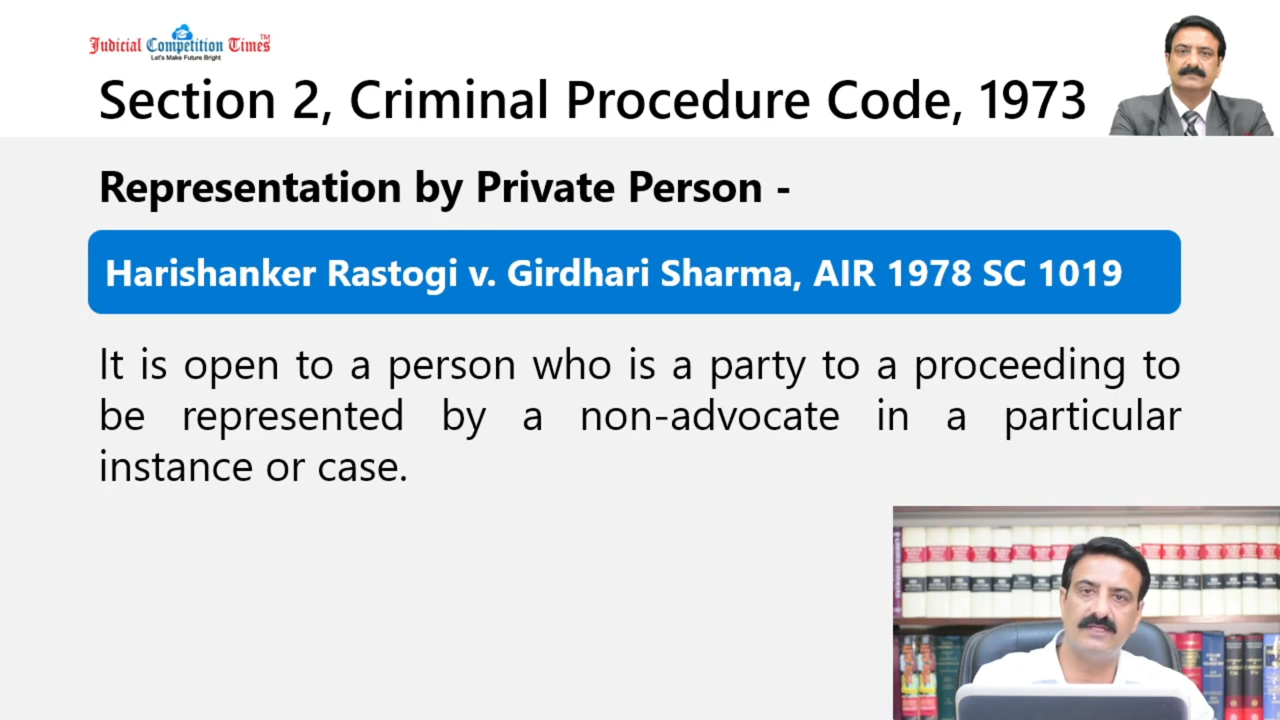 Judicial Competition Times™
Let's Make Future Bright
Section 2, Criminal Procedure Code, 1973
Representation by Private Person -
Harishanker Rastogi v. Girdhari Sharma, AIR 1978 SC 1019
It is open to a person who is a party to a proceeding to
be represented by a non-advocate in a particular
instance or case.